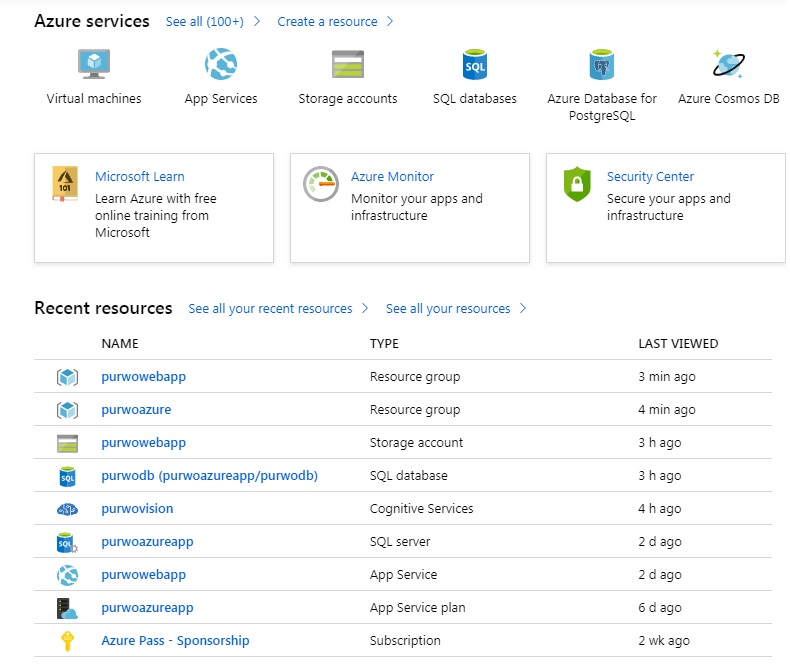 Azure services See all (100+) > Create a resource >
Virtual machines App Services Storage accounts SQL databases Azure Database for PostgreSQL Azure Cosmos DB
Microsoft Learn
Learn Azure with free
online training from
Microsoft
Azure Monitor
Monitor your apps and
infrastructure
Security Center
Secure your apps and
infrastructure
Recent resources See all your recent resources > See all your resources >
NAME TYPE LAST VIEWED
purwowebapp Resource group 3 min ago
purwoazure Resource group 4 min ago
purwowebapp Storage account 3 h ago
purwodb (purwoazureapp/purwodb) SQL database 3 h ago
purwovision Cognitive Services 4 h ago
purwoazureapp SQL server 2 d ago
purwowebapp App Service 2 d ago
purwoazureapp App Service plan 6 d ago
Azure Pass - Sponsorship Subscription 2 wk ago